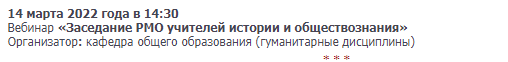 14 марта 2022 года в 14:30
Вебинар «Заседание РМО учителей истории и обществознания»
Организатор: кафедра общего образования (гуманитарные дисциплины)
* * *